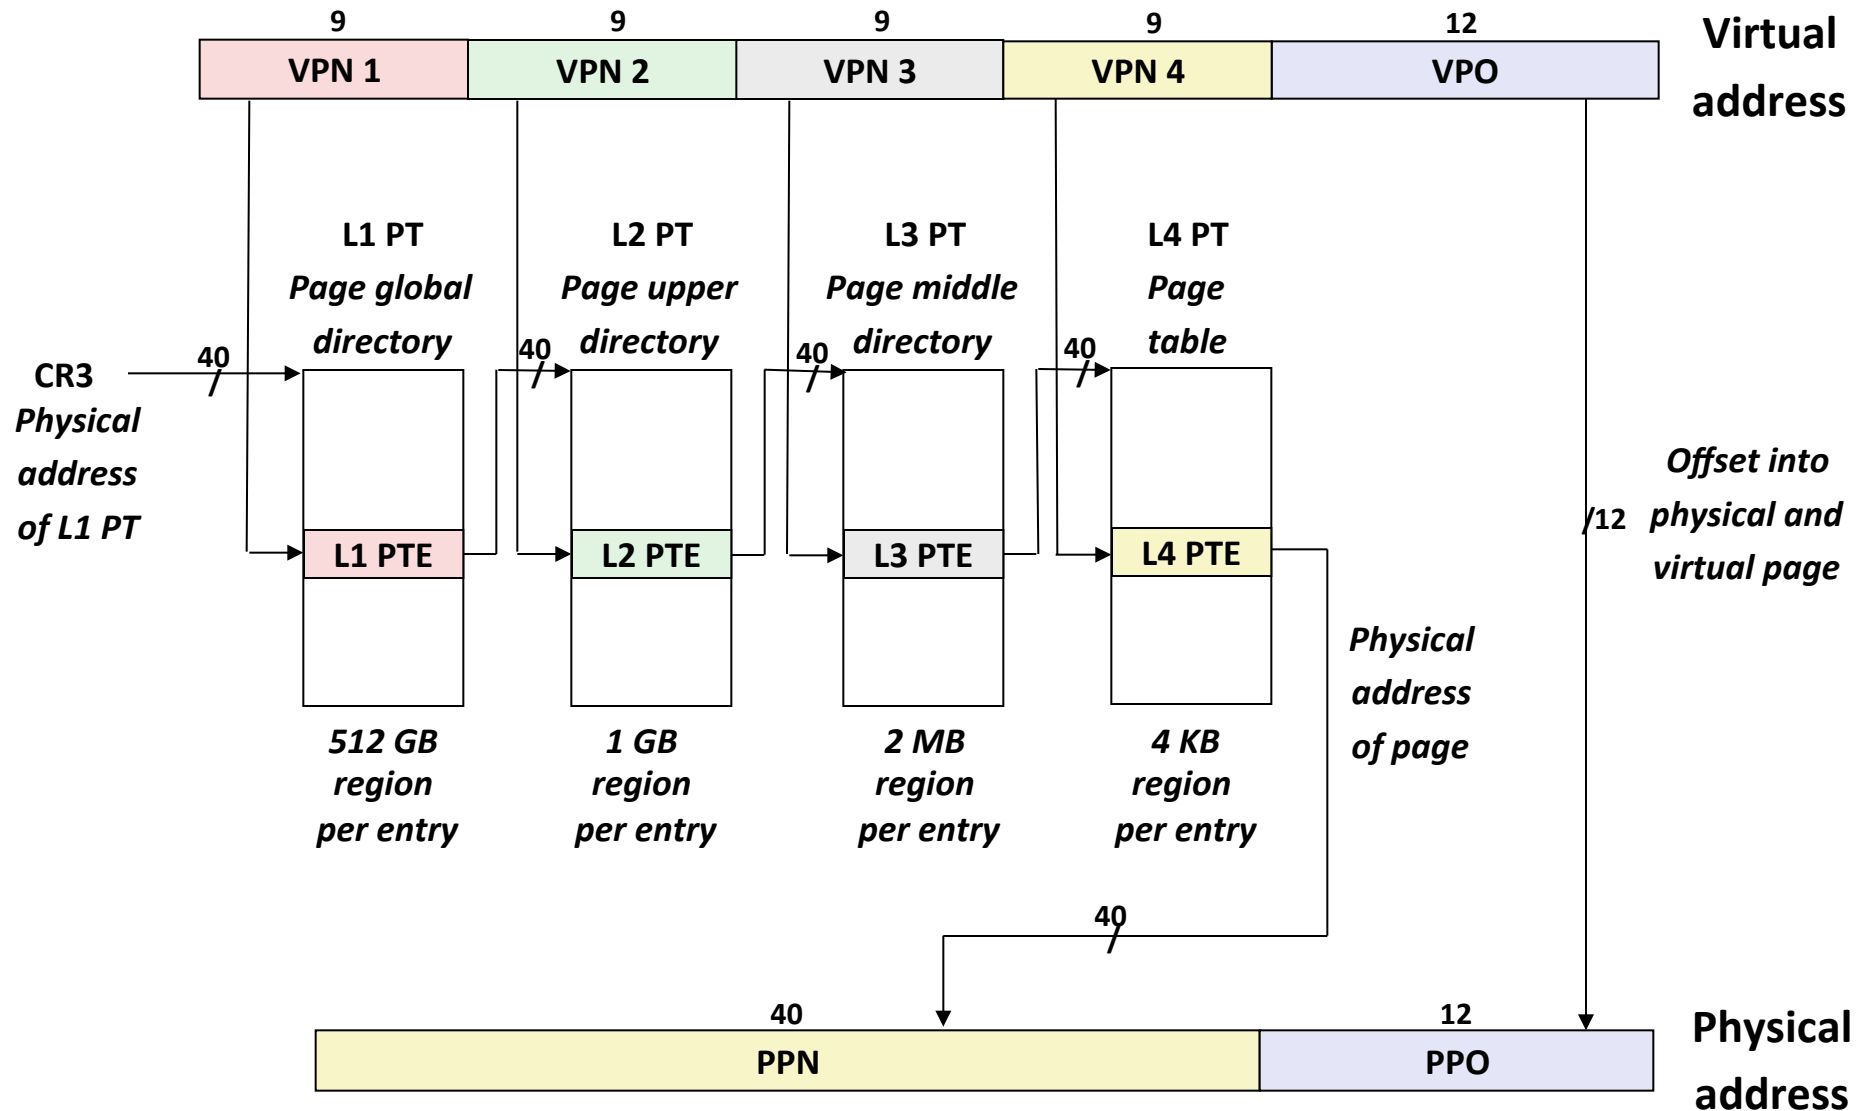 9 9 9 9 12
VPN 1 VPN 2 VPN 3 VPN 4 VPO
Virtual
address
L1 PT
Page global
directory
L2 PT
Page upper
directory
L3 PT
Page middle
directory
L4 PT
Page
table
CR3
Physical
address
of L1 PT
40
/
40
/
40
/
40
/
L1 PTE L2 PTE L3 PTE L4 PTE
/12
Offset into
physical and
virtual page
512 GB
region
per entry
1 GB
region
per entry
2 MB
region
per entry
4 KB
region
per entry
Physical
address
of page
40
/
40 12
PPN PPO
Physical
address